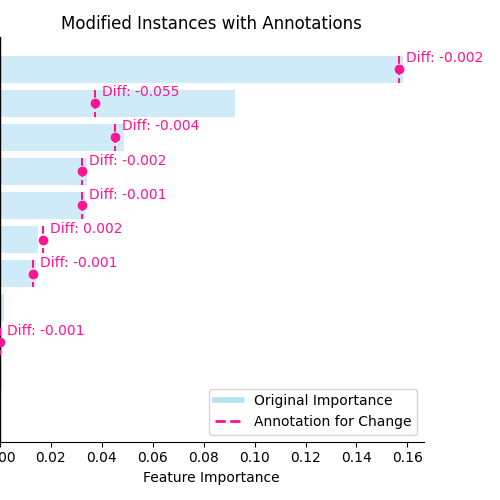 Modified Instances with Annotations
Diff: -0.002
Diff: -0.055
Diff: -0.004
Diff: -0.002
Diff: -0.001
Diff: 0.002
Diff: -0.001
Diff: -0.001
Original Importance
Annotation for Change
00 0.02 0.04 0.06 0.08 0.10 0.12 0.14 0.16
Feature Importance